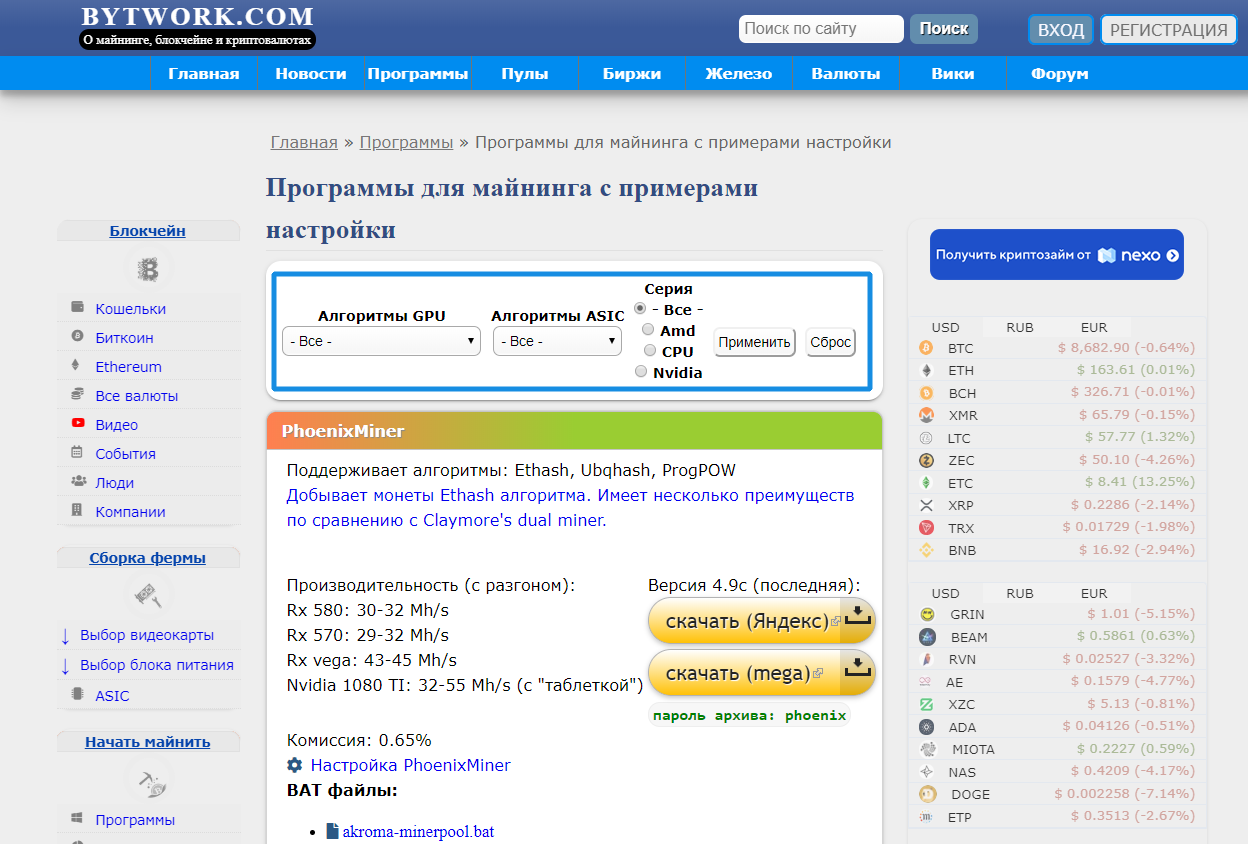 BYTWORK.COM
О майнинге, блокчейне и криптовалютах
Поиск по сайту
Поиск
ВХОД
РЕГИСТРАЦИЯ
Главная
Новости
Программы
Пулы
Биржи
Железо
Валюты
Вики
Форум
Главная » Программы » Программы для майнинга с примерами настройки
Программы для майнинга с примерами
настройки
Блокчейн
Кошельки
Биткоин
Ethereum
Все валюты
Видео
События
Люди
Компании
Сборка фермы
Выбор видеокарты
Выбор блока питания
ASIC
Начать майнить
Программы
Алгоритмы GPU
- Все -
Алгоритмы ASIC
- Все -
Серия
- Все -
Amd
CPU
Nvidia
Применить
Сброс
PhoenixMiner
Поддерживает алгоритмы: Ethash, Ubqhash, ProgPOW
Добывает монеты Ethash алгоритма. Имеет несколько преимуществ
по сравнению с Claymore's dual miner.
Производительность (с разгоном):
Rx 580: 30-32 Mh/s
Rx 570: 29-32 Mh/s
Rx vega: 43-45 Mh/s
Nvidia 1080 TI: 32-55 Mh/s (с "таблеткой")
Версия 4.9c (последняя):
скачать (Яндекс)
скачать (mega)
пароль архива: phoenix
Комиссия: 0.65%
Настройка PhoenixMiner
BAT файлы:
akroma-minerpool.bat
Получить криптозайм от nexo
USD RUB EUR
BTC $ 8,682.90 (-0.64%)
ETH $ 163.61 (0.01%)
BCH $ 326.71 (-0.01%)
XMR $ 65.79 (-0.15%)
LTC $ 57.77 (1.32%)
ZEC $ 50.10 (-4.26%)
ETC $ 8.41 (13.25%)
XRP $ 0.2286 (-2.14%)
TRX $ 0.01729 (-1.98%)
BNB $ 16.92 (-2.94%)
USD RUB EUR
GRIN $ 1.01 (-5.15%)
BEAM $ 0.5861 (0.63%)
RVN $ 0.02527 (-3.32%)
AE $ 0.1579 (-4.77%)
XZC $ 5.13 (-0.81%)
ADA $ 0.04126 (-0.51%)
MIOTA $ 0.2227 (0.59%)
NAS $ 0.4209 (-4.17%)
DOGE $ 0.002258 (-7.14%)
ETP $ 0.3513 (-2.67%)